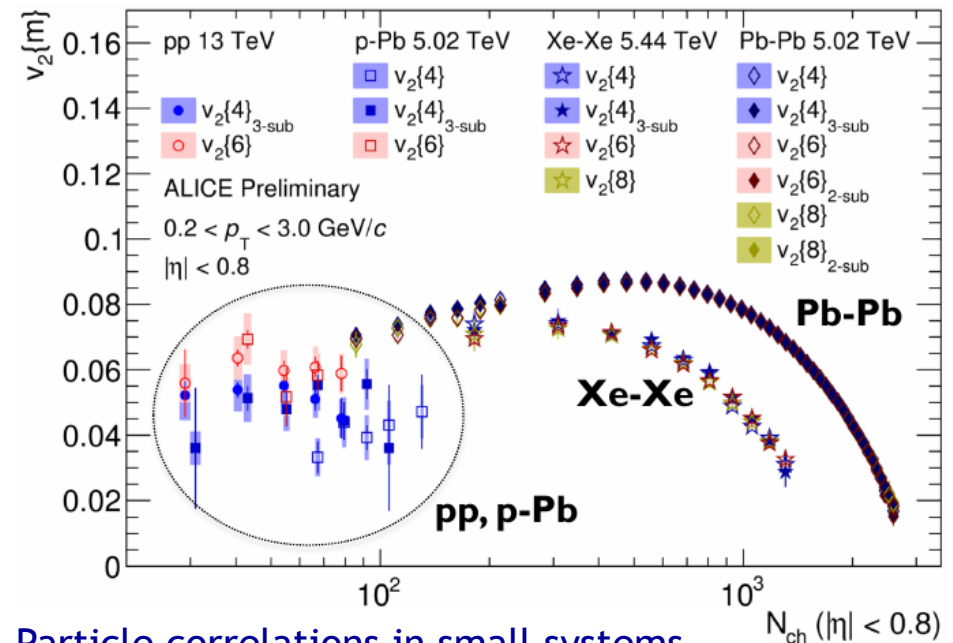 v₂{m}
0.16
0.14
0.12
0.1
0.08
0.06
0.04
0.02
0
pp 13 TeV
v₂{4}3-sub
v₂{6}
p-Pb 5.02 TeV
v₂{4}
v₂{4}3-sub
v₂{6}
Xe-Xe 5.44 TeV
v₂{4}
v₂{4}3-sub
v₂{6}
v₂{8}
Pb-Pb 5.02 TeV
v₂{4}
v₂{4}3-sub
v₂{6}
v₂{6}2-sub
v₂{8}
v₂{8}2-sub
ALICE Preliminary
0.2 < pT < 3.0 GeV/c
|η| < 0.8
Pb-Pb
Xe-Xe
pp, p-Pb
10²
10³
Nch (|η| < 0.8)
Particle correlations in small systems